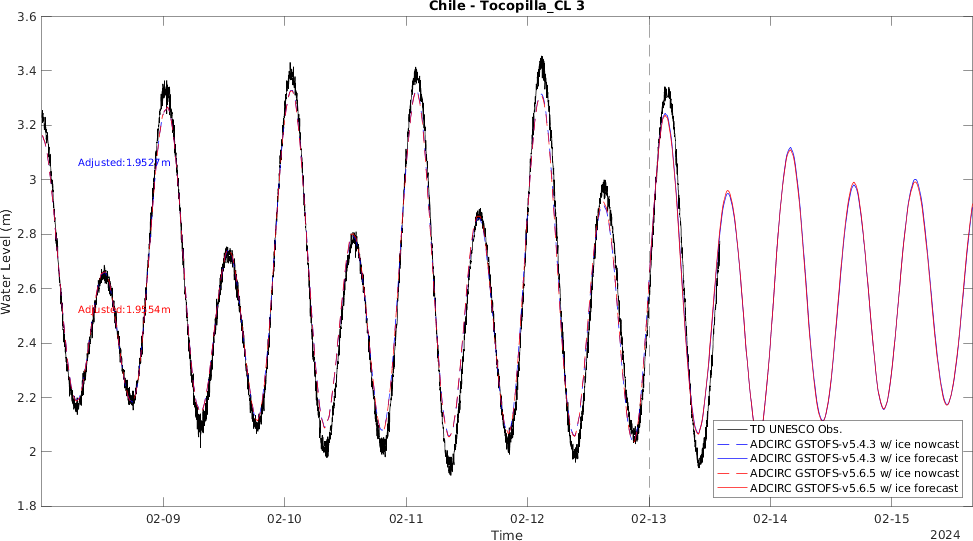 Chile - Tocopilla_CL 3
3.6
3.4
3.2
3
2.8
2.6
2.4
2.2
2
1.8
Water Level (m)
Adjusted:1.9527m
Adjusted:1.9554m
TD UNESCO Obs.
ADCIRC GSTOFS-v5.4.3 w/ ice nowcast
ADCIRC GSTOFS-v5.4.3 w/ ice forecast
ADCIRC GSTOFS-v5.6.5 w/ ice nowcast
ADCIRC GSTOFS-v5.6.5 w/ ice forecast
02-09 02-10 02-11 02-12 02-13 02-14 02-15
Time
2024